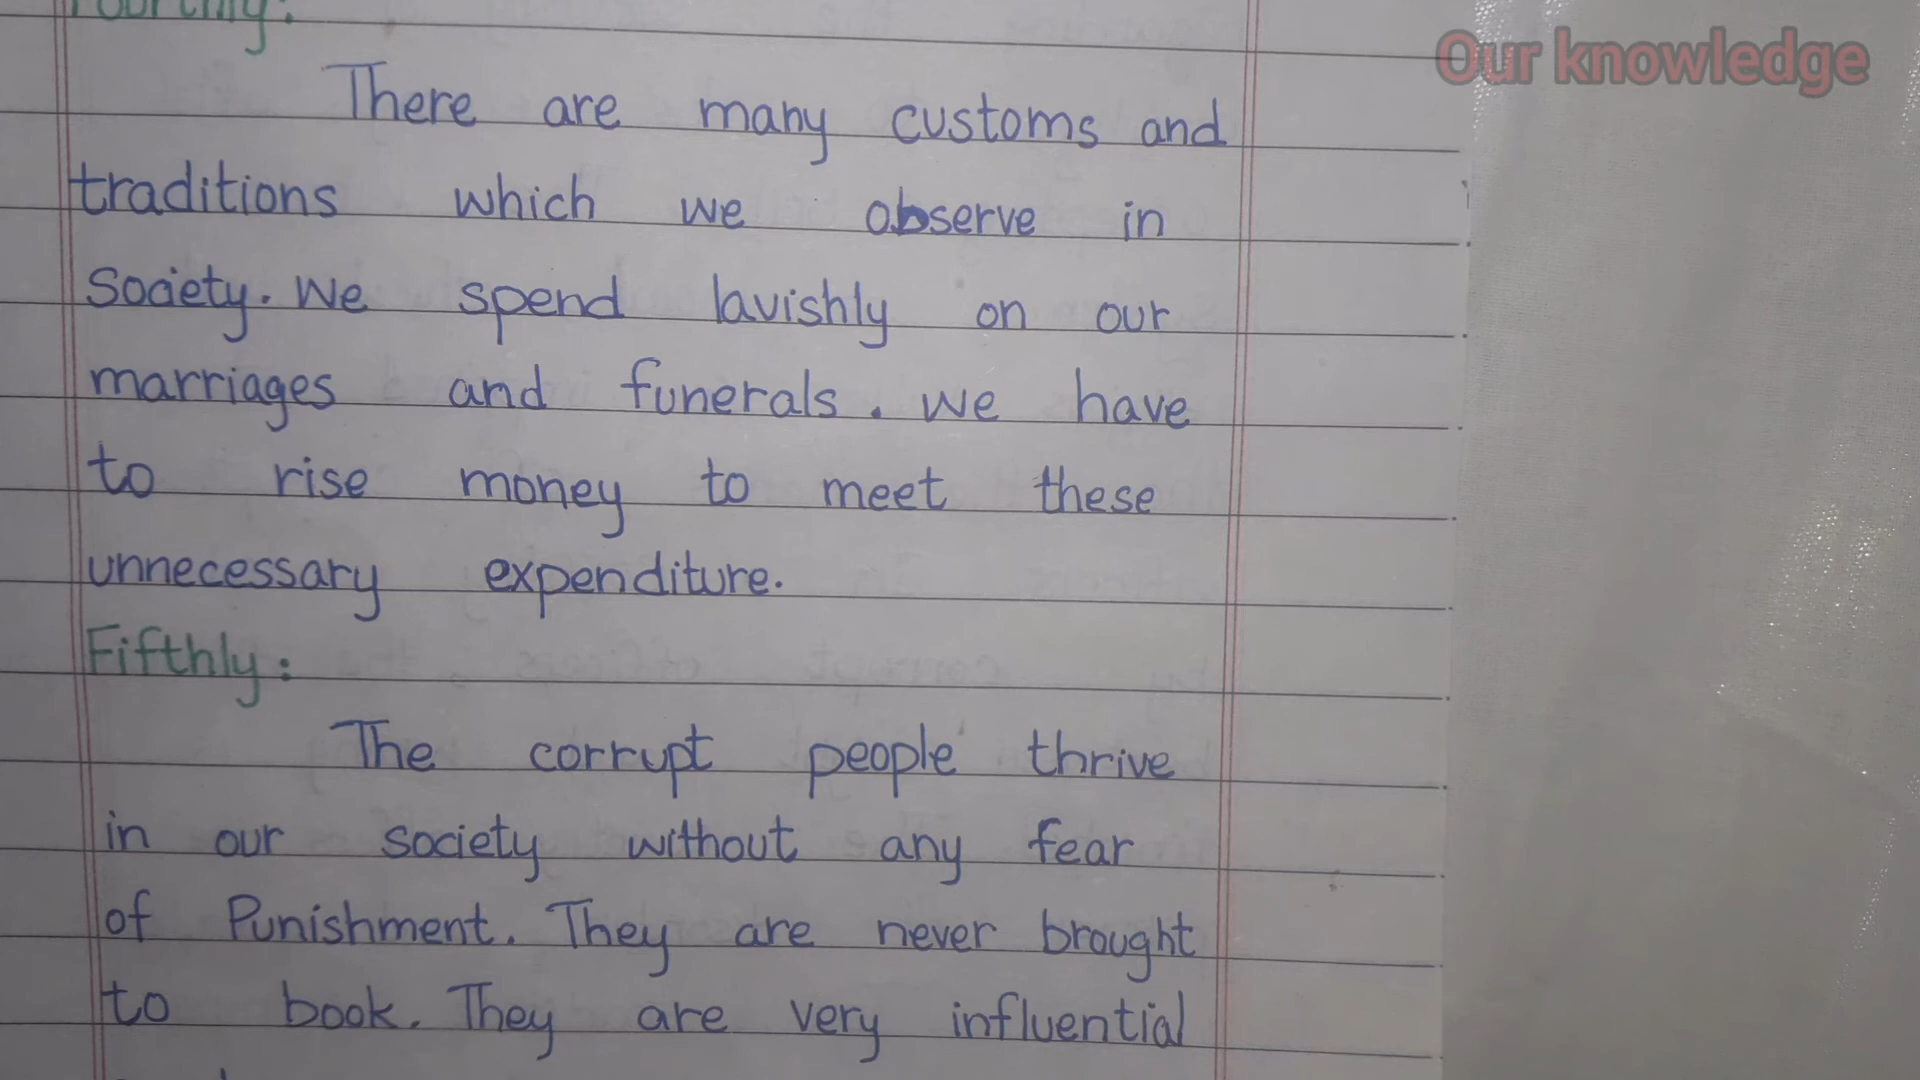 Fourthly:
Our knowledge
There are many customs and
traditions which we observe in
Society. We spend lavishly on our
marriages and funerals. We have
to rise money to meet these
unnecessary expenditure.
Fifthly:
The corrupt people thrive
in our society without any fear
of Punishment. They are never brought
to book. They are very influential